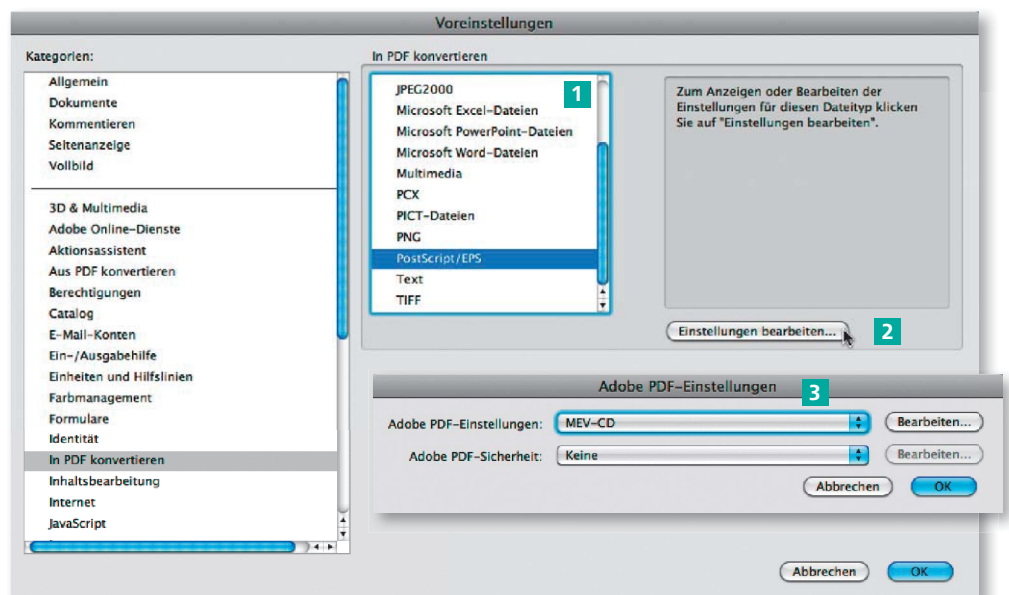 Voreinstellungen
Kategorien:
Allgemein
Dokumente
Kommentieren
Seitenanzeige
Vollbild
3D & Multimedia
Adobe Online-Dienste
Aktionsassistent
Aus PDF konvertieren
Berechtigungen
Catalog
E-Mail-Konten
Ein-/Ausgabehilfe
Einheiten und Hilfslinien
Farbmanagement
Formulare
Identität
In PDF konvertieren
Inhaltsbearbeitung
Internet
JavaScript
In PDF konvertieren
1
JPEG2000
Microsoft Excel-Dateien
Microsoft PowerPoint-Dateien
Microsoft Word-Dateien
Multimedia
PCX
PICT-Dateien
PNG
PostScript/EPS
Text
TIFF
Zum Anzeigen oder Bearbeiten der
Einstellungen für diesen Dateityp klicken
Sie auf "Einstellungen bearbeiten".
Einstellungen bearbeiten... 2
Adobe PDF-Einstellungen 3
Adobe PDF-Einstellungen: MEV-CD Bearbeiten...
Adobe PDF-Sicherheit: Keine Bearbeiten...
Abbrechen OK
Abbrechen OK